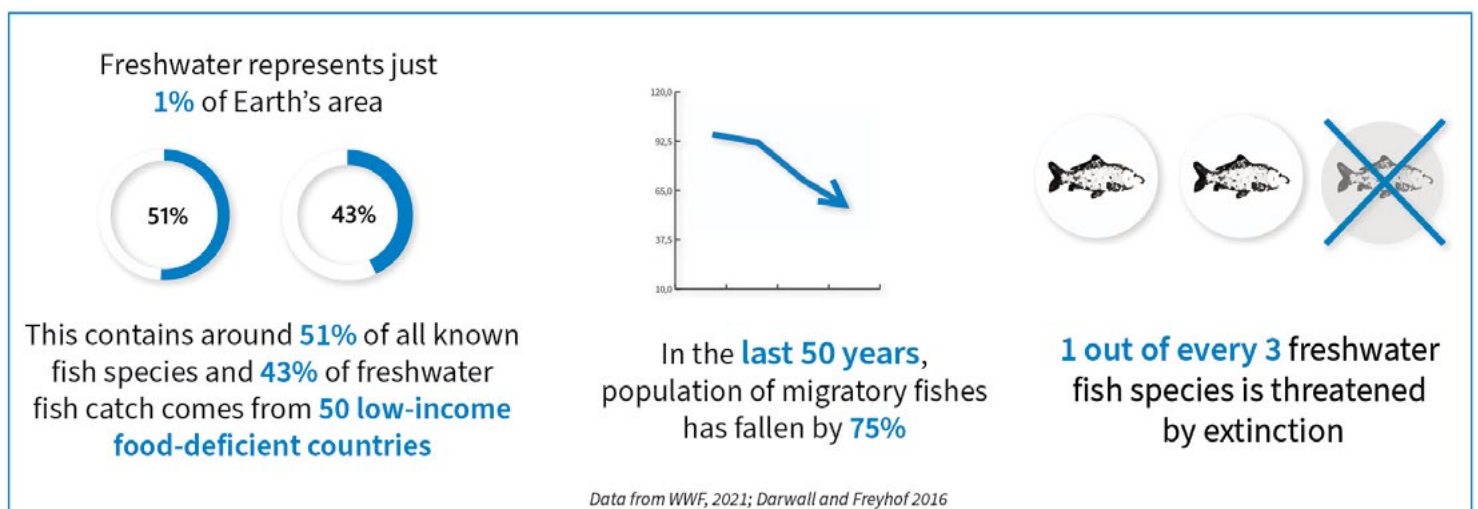 Freshwater represents just
1% of Earth's area
51%
43%
This contains around 51% of all known
fish species and 43% of freshwater
fish catch comes from 50 low-income
food-deficient countries
120,0
92,5
65,0
37,5
10,0
In the last 50 years,
population of migratory fishes
has fallen by 75%
1 out of every 3 freshwater
fish species is threatened
by extinction
Data from WWF, 2021; Darwall and Freyhof 2016